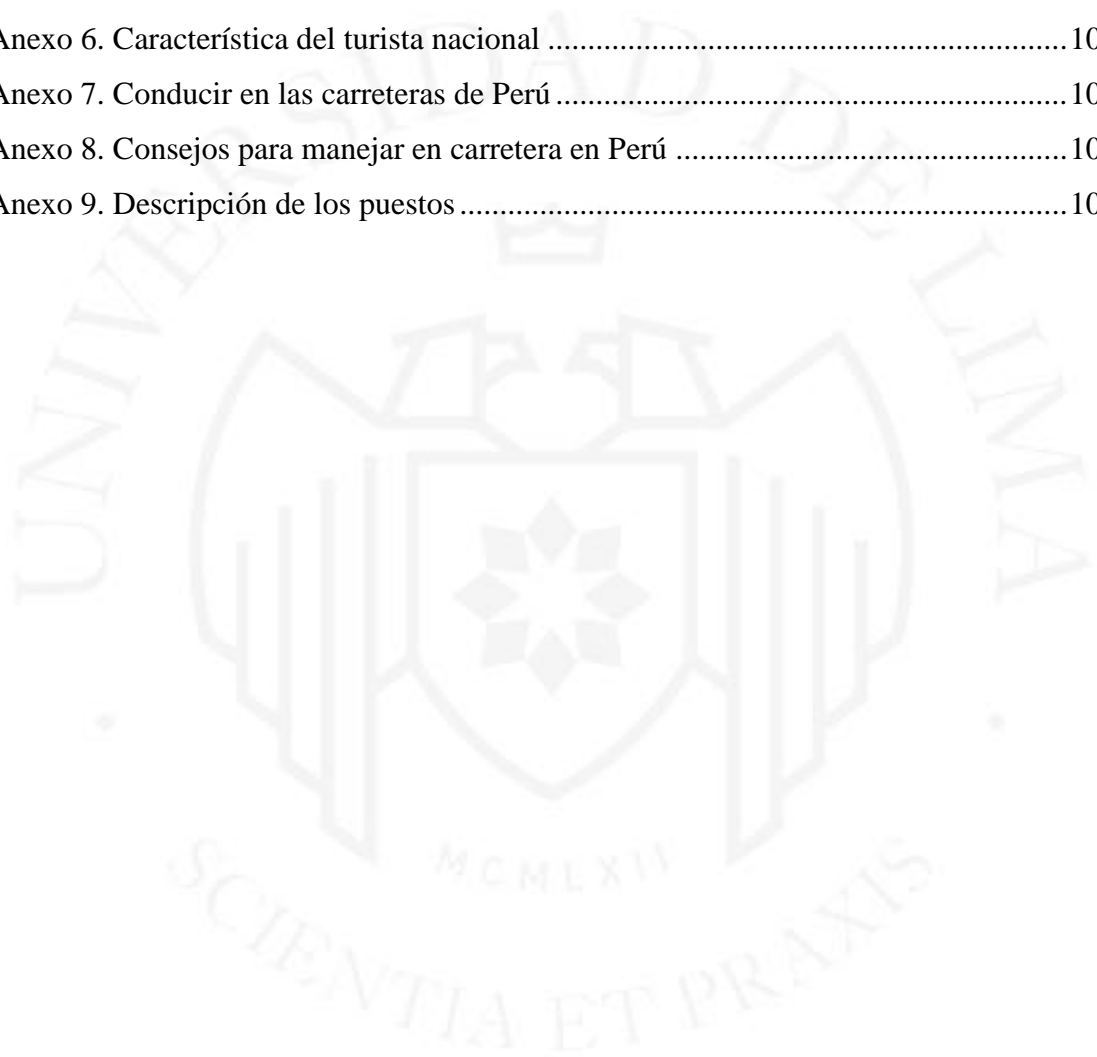 Anexo 6. Característica del turista nacional ........................................................................10
Anexo 7. Conducir en las carreteras de Perú .......................................................................10
Anexo 8. Consejos para manejar en carretera en Perú ......................................................10
Anexo 9. Descripción de los puestos ....................................................................................10
UNIVERSIDAD DE LIMA
MCMLXII
SCIENTIA ET PRAXIS